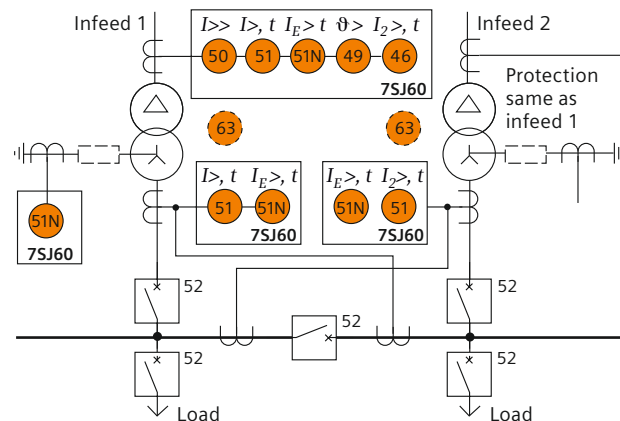 Infeed 1
I>> I>, t I_E> t ϑ> I_2>, t
50 51 51N 49 46
7SJ60
Infeed 2
Protection
same as
infeed 1
63
63
I>, t I_E>, t
51 51N
7SJ60
I_E>, t I_2>, t
51N 51
7SJ60
51N
7SJ60
52
52
52
52
52
Load
Load